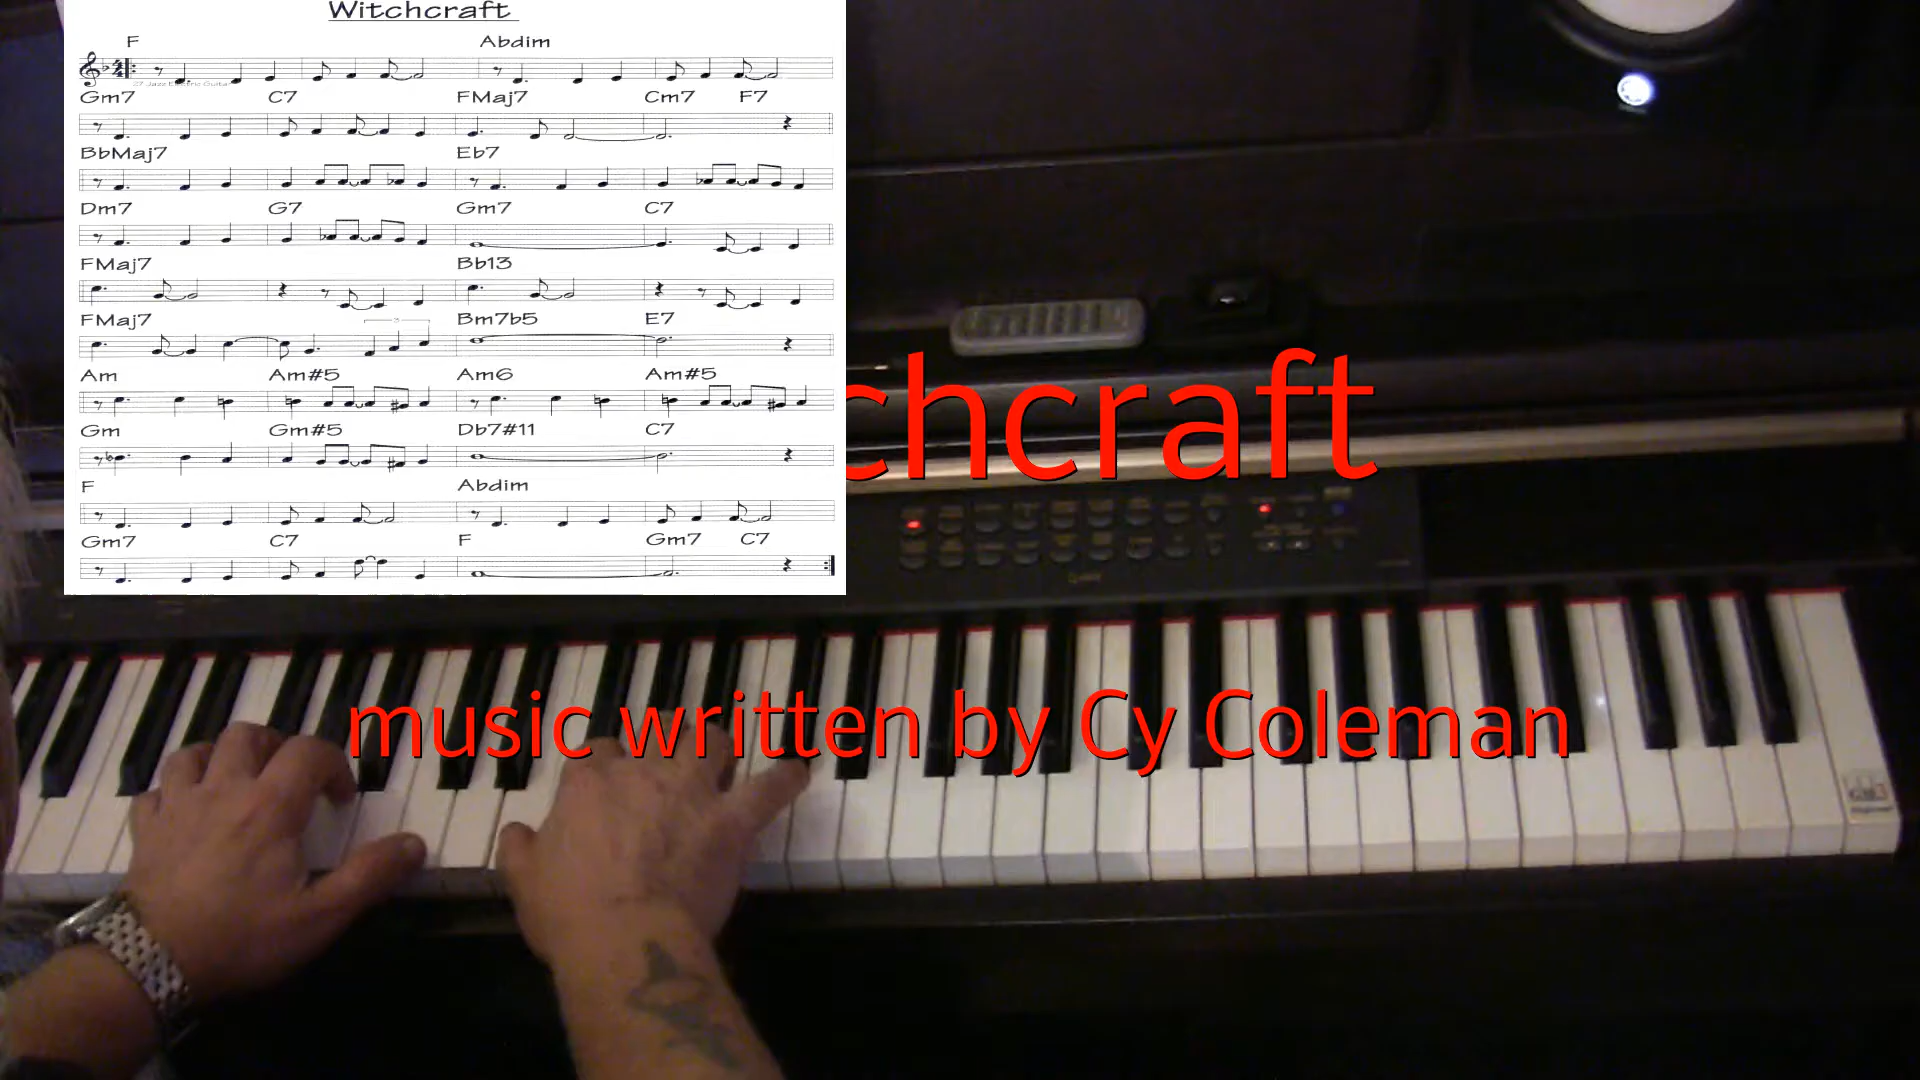 Witchcraft
F Abdim
Gm7 C7 FMaj7 Cm7 F7
BbMaj7 Eb7
Dm7 G7 Gm7 C7
FMaj7 Bb13
FMaj7 Bm7b5 E7
3
Am Am#5 Am6 Am#5
Gm Gm#5 Db7#11 C7
F Abdim
Gm7 C7 F Gm7 C7
chcraft
music written by Cy Coleman